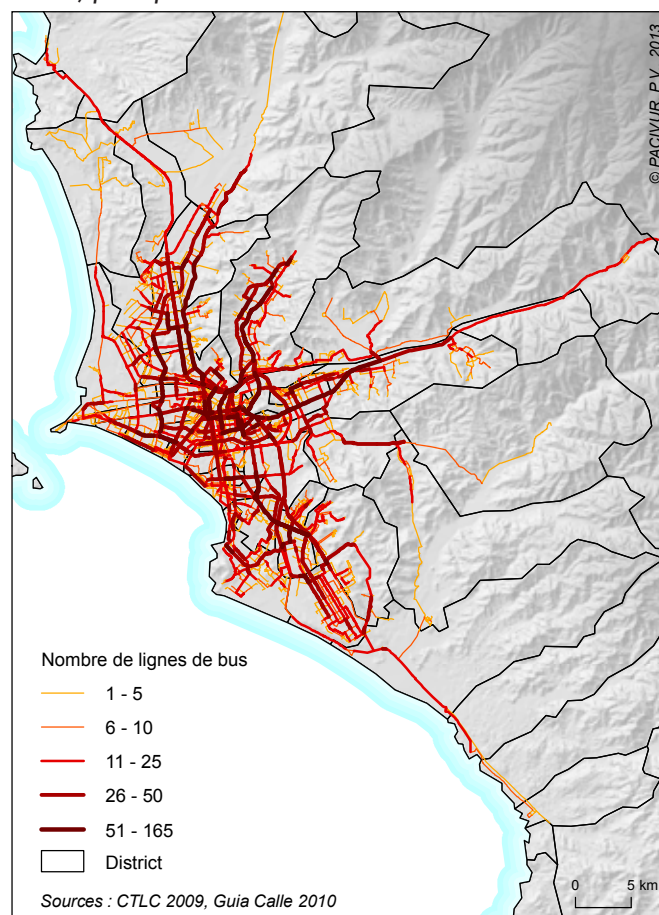 © PACIVUR, P.V., 2013
Nombre de lignes de bus
1 - 5
6 - 10
11 - 25
26 - 50
51 - 165
District
0 5 km
Sources : CTLC 2009, Guia Calle 2010